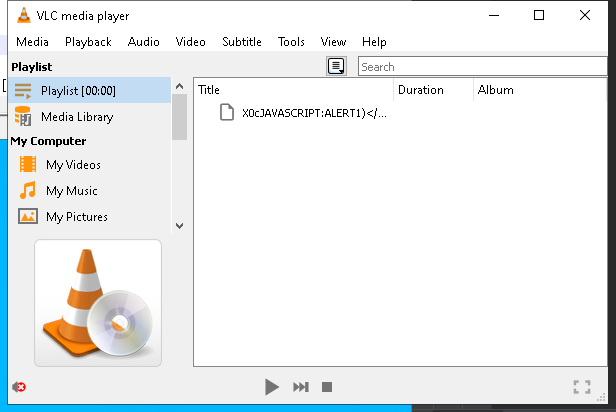 VLC media player
Media Playback Audio Video Subtitle Tools View Help
Playlist
Search
Playlist [00:00]
Media Library
My Computer
My Videos
My Music
My Pictures
Title Duration Album
X0cJAVASCRIPT:ALERT1)</...